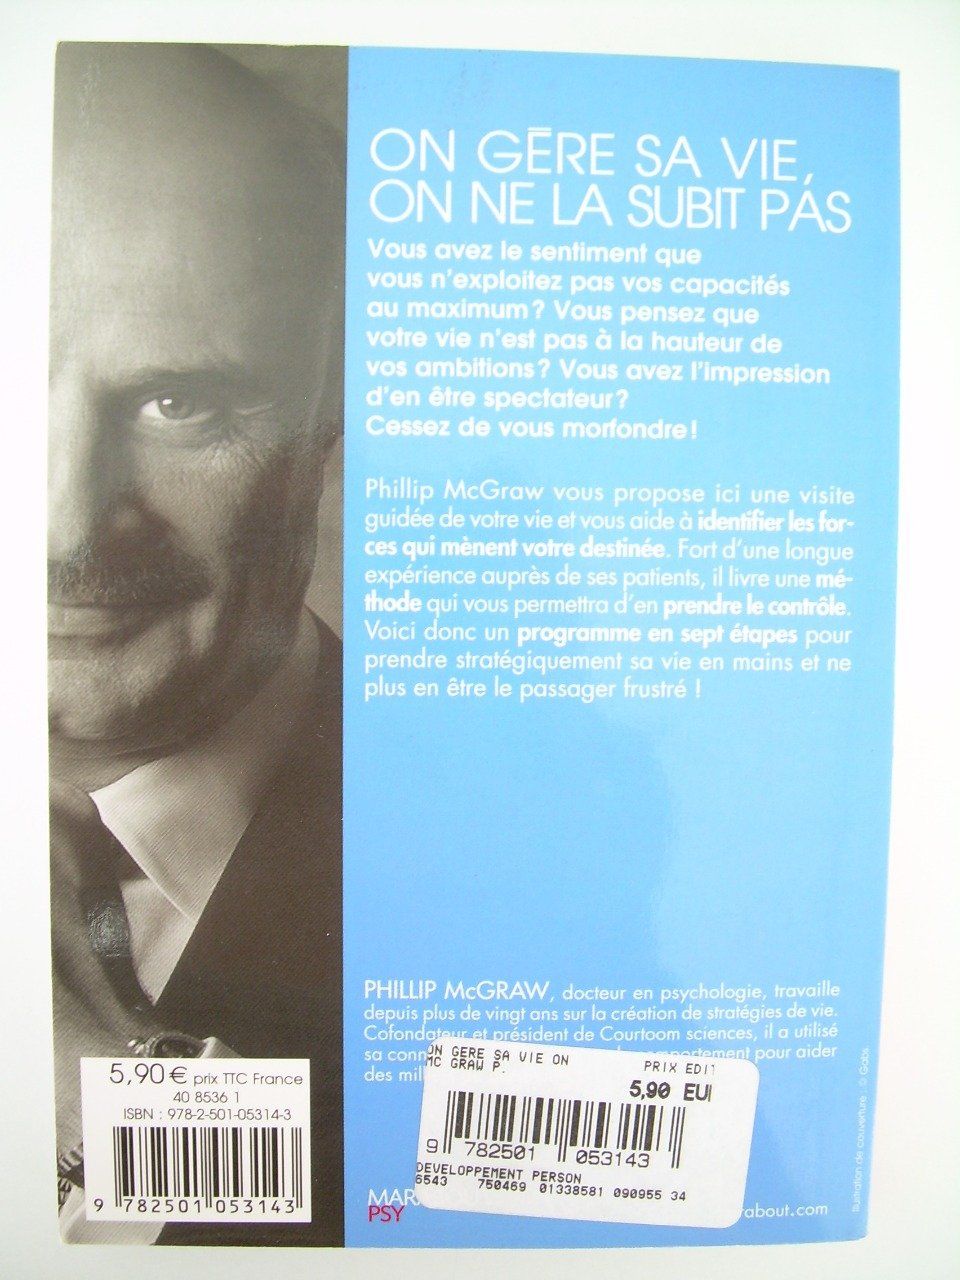 ON GĒRE SA VIE,
ON NE LA SUBIT PAS
Vous avez le sentiment que
vous n'exploitez pas vos capacités
au maximum ? Vous pensez que
votre vie n'est pas à la hauteur de
vos ambitions ? Vous avez l'impression
d'en être spectateur ?
Cessez de vous morfondre !
Phillip McGraw vous propose ici une visite
guidée de votre vie et vous aide à identifier les for-
ces qui mènent votre destinée. Fort d'une longue
expérience auprès de ses patients, il livre une mé-
thode qui vous permettra d'en prendre le contrôle.
Voici donc un programme en sept étapes pour
prendre stratégiquement sa vie en mains et ne
plus en être le passager frustré !
PHILLIP McGRAW, docteur en psychologie, travaille
depuis plus de vingt ans sur la création de stratégies de vie.
Cofondateur et président de Courtoom sciences, il a utilisé
sa conn comportement pour aider
des mil
5,90 € prix TTC France
40 8536 1
ISBN : 978-2-501-05314-3
9 782501 053143
ON GERE SA VIE ON PRIX EDIT
MC GRAW P. 5,90 EU
9 782501 053143
DEVELOPPEMENT PERSON
6543 750469 01338581 090955 34
MAR
PSY
rabout.com
Illustration de couverture : © Gabs